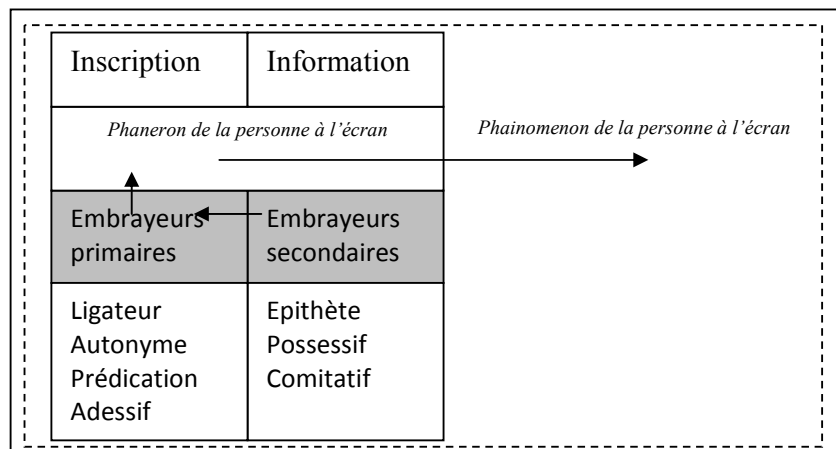 Inscription
Information
Phaneron de la personne à l'écran
Phainomenon de la personne à l'écran
Embrayeurs
primaires
Embrayeurs
secondaires
Ligateur
Autonyme
Prédication
Adessif
Epithète
Possessif
Comitatif